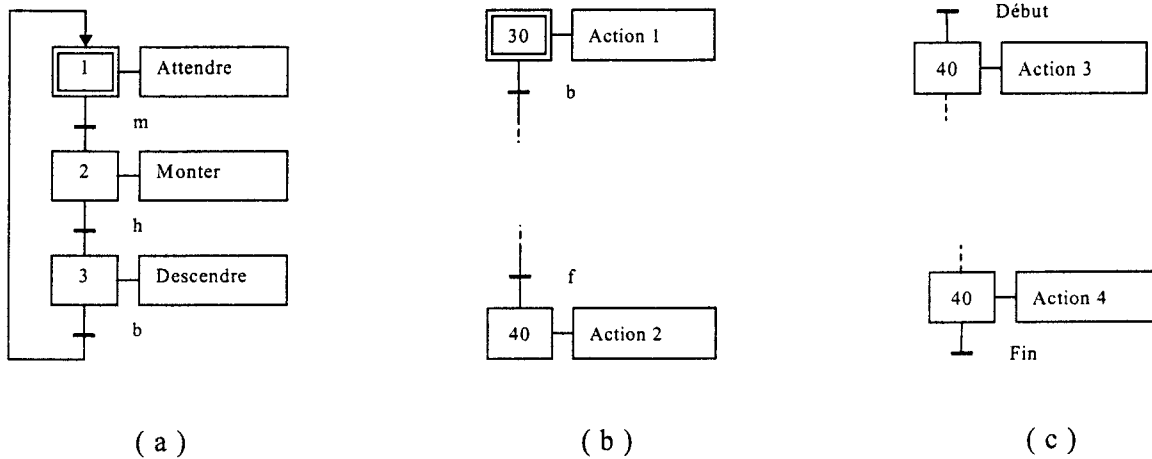 1 Attendre
m
2 Monter
h
3 Descendre
b
( a )
30 Action 1
b
f
40 Action 2
( b )
Début
40 Action 3
40 Action 4
Fin
( c )